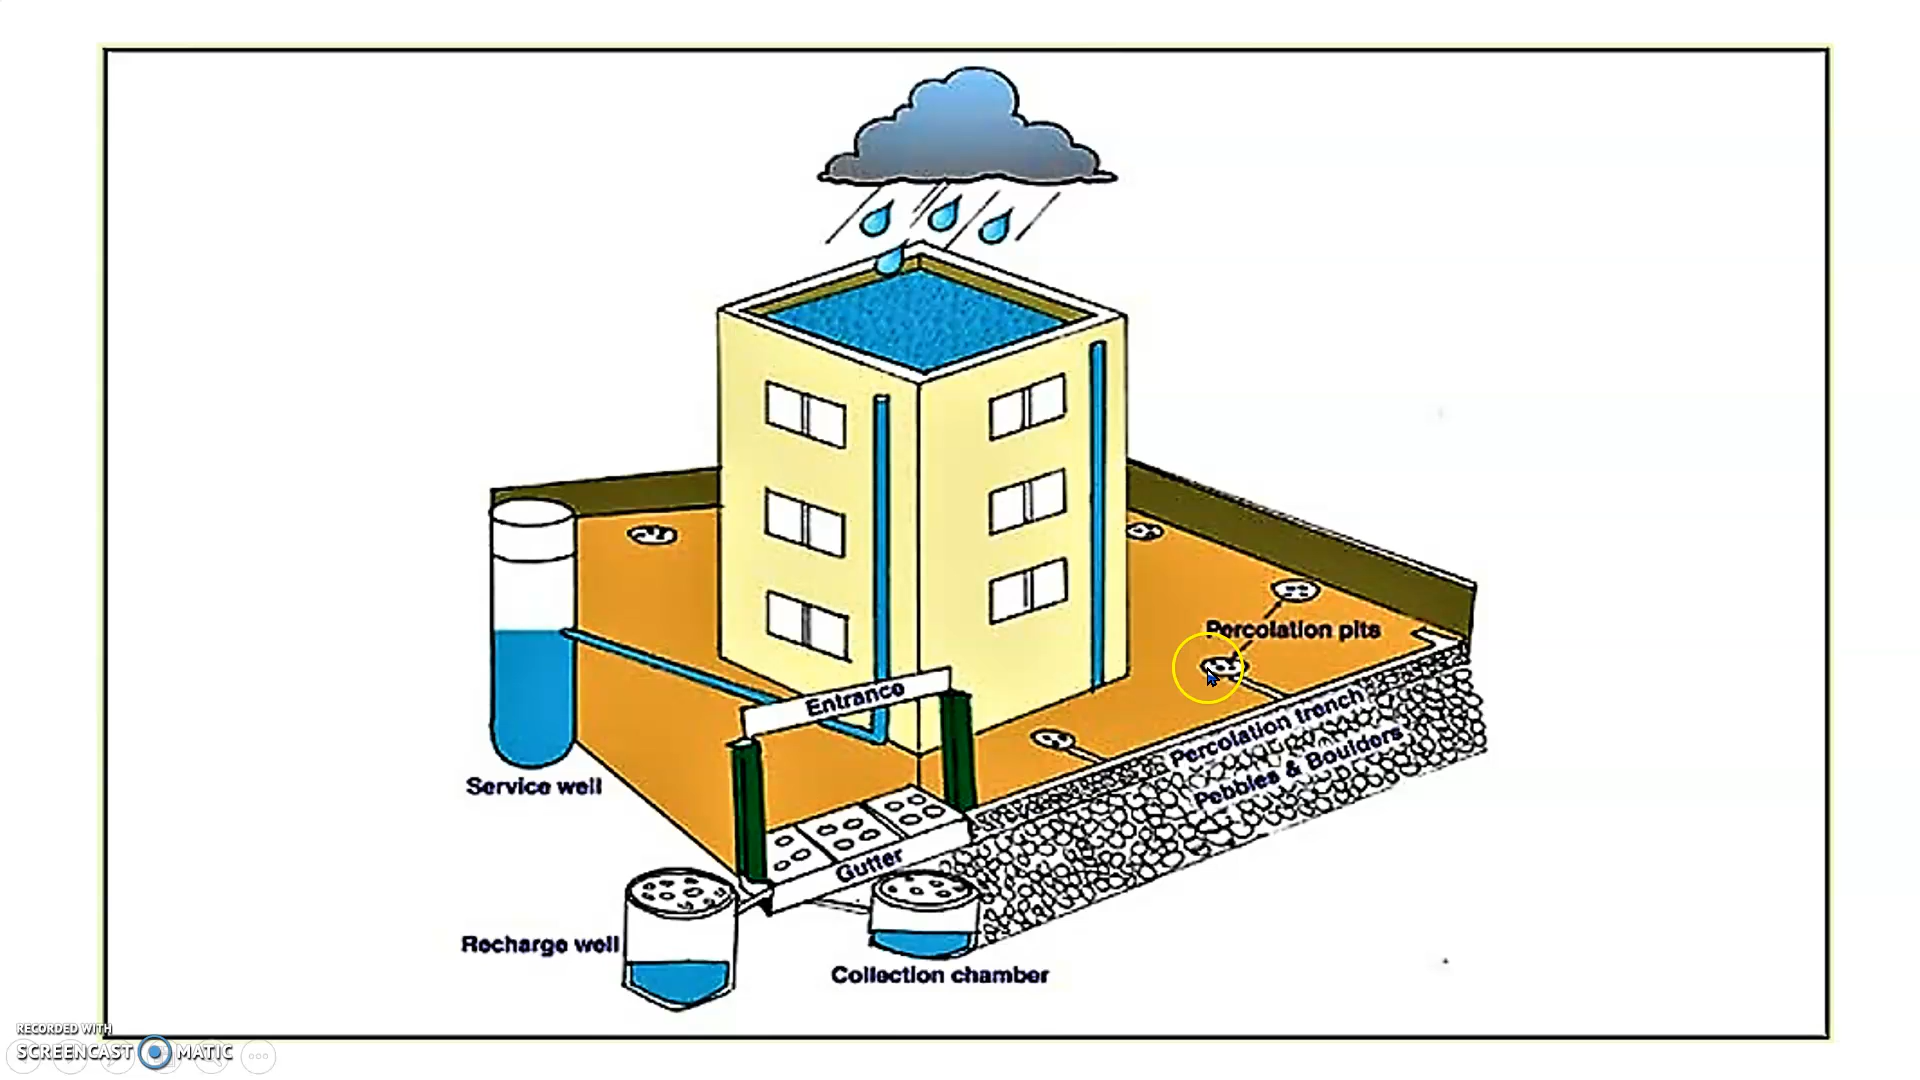 Entrance
Percolation pits
Percolation trench
Pebbles & Boulders
Service well
Gutter
Recharge well
Collection chamber
RECORDED WITH
SCREENCAST MATIC